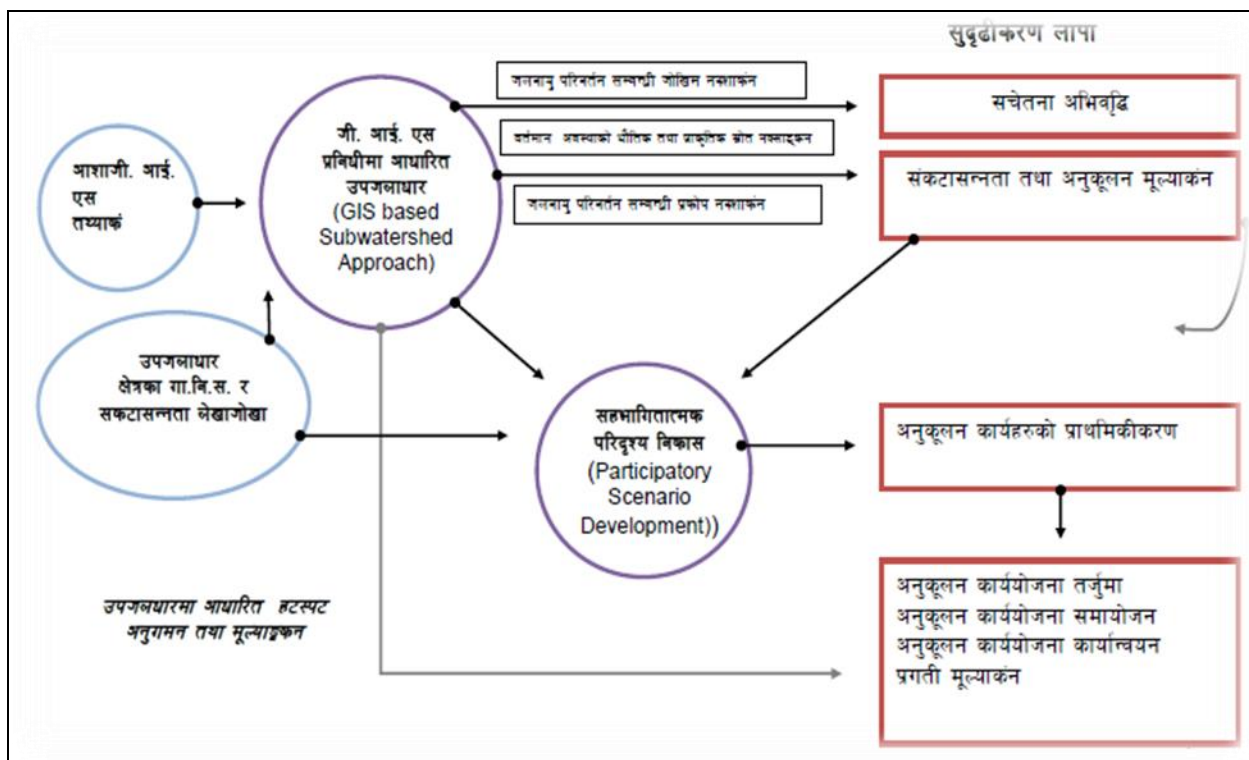 सुदृढीकरण लापा
जलवायु परिवर्तन सम्वन्धी जोखिम नक्शाकंन
सचेतना अभिवृद्धि
जी. आई. एस
प्रविधीमा आधारित
उपजलाधार
(GIS based
Subwatershed
Approach)
वर्तमान अवस्थाको भौतिक तथा प्राकृतिक स्रोत नक्साङ्कन
आशाजी. आई.
एस
तथ्याकं
संकटासन्नता तथा अनुकूलन मूल्याकंन
जलवायु परिवर्तन सम्वन्धी प्रकोप नक्शाकंन
उपजलाधार
क्षेत्रका गा.बि.स. र
सकटासन्नता लेखाजोखा
सहभागितात्मक
परिदृश्य विकास
(Participatory
Scenario
Development))
अनुकूलन कार्यहरुको प्राथमिकीकरण
उपजलधारमा आधारित हटस्पट
अनुगमन तथा मूल्याङ्कन
अनुकूलन कार्ययोजना तर्जुमा
अनुकूलन कार्ययोजना समायोजन
अनुकूलन कार्ययोजना कार्यान्वयन
प्रगती मूल्याकंन